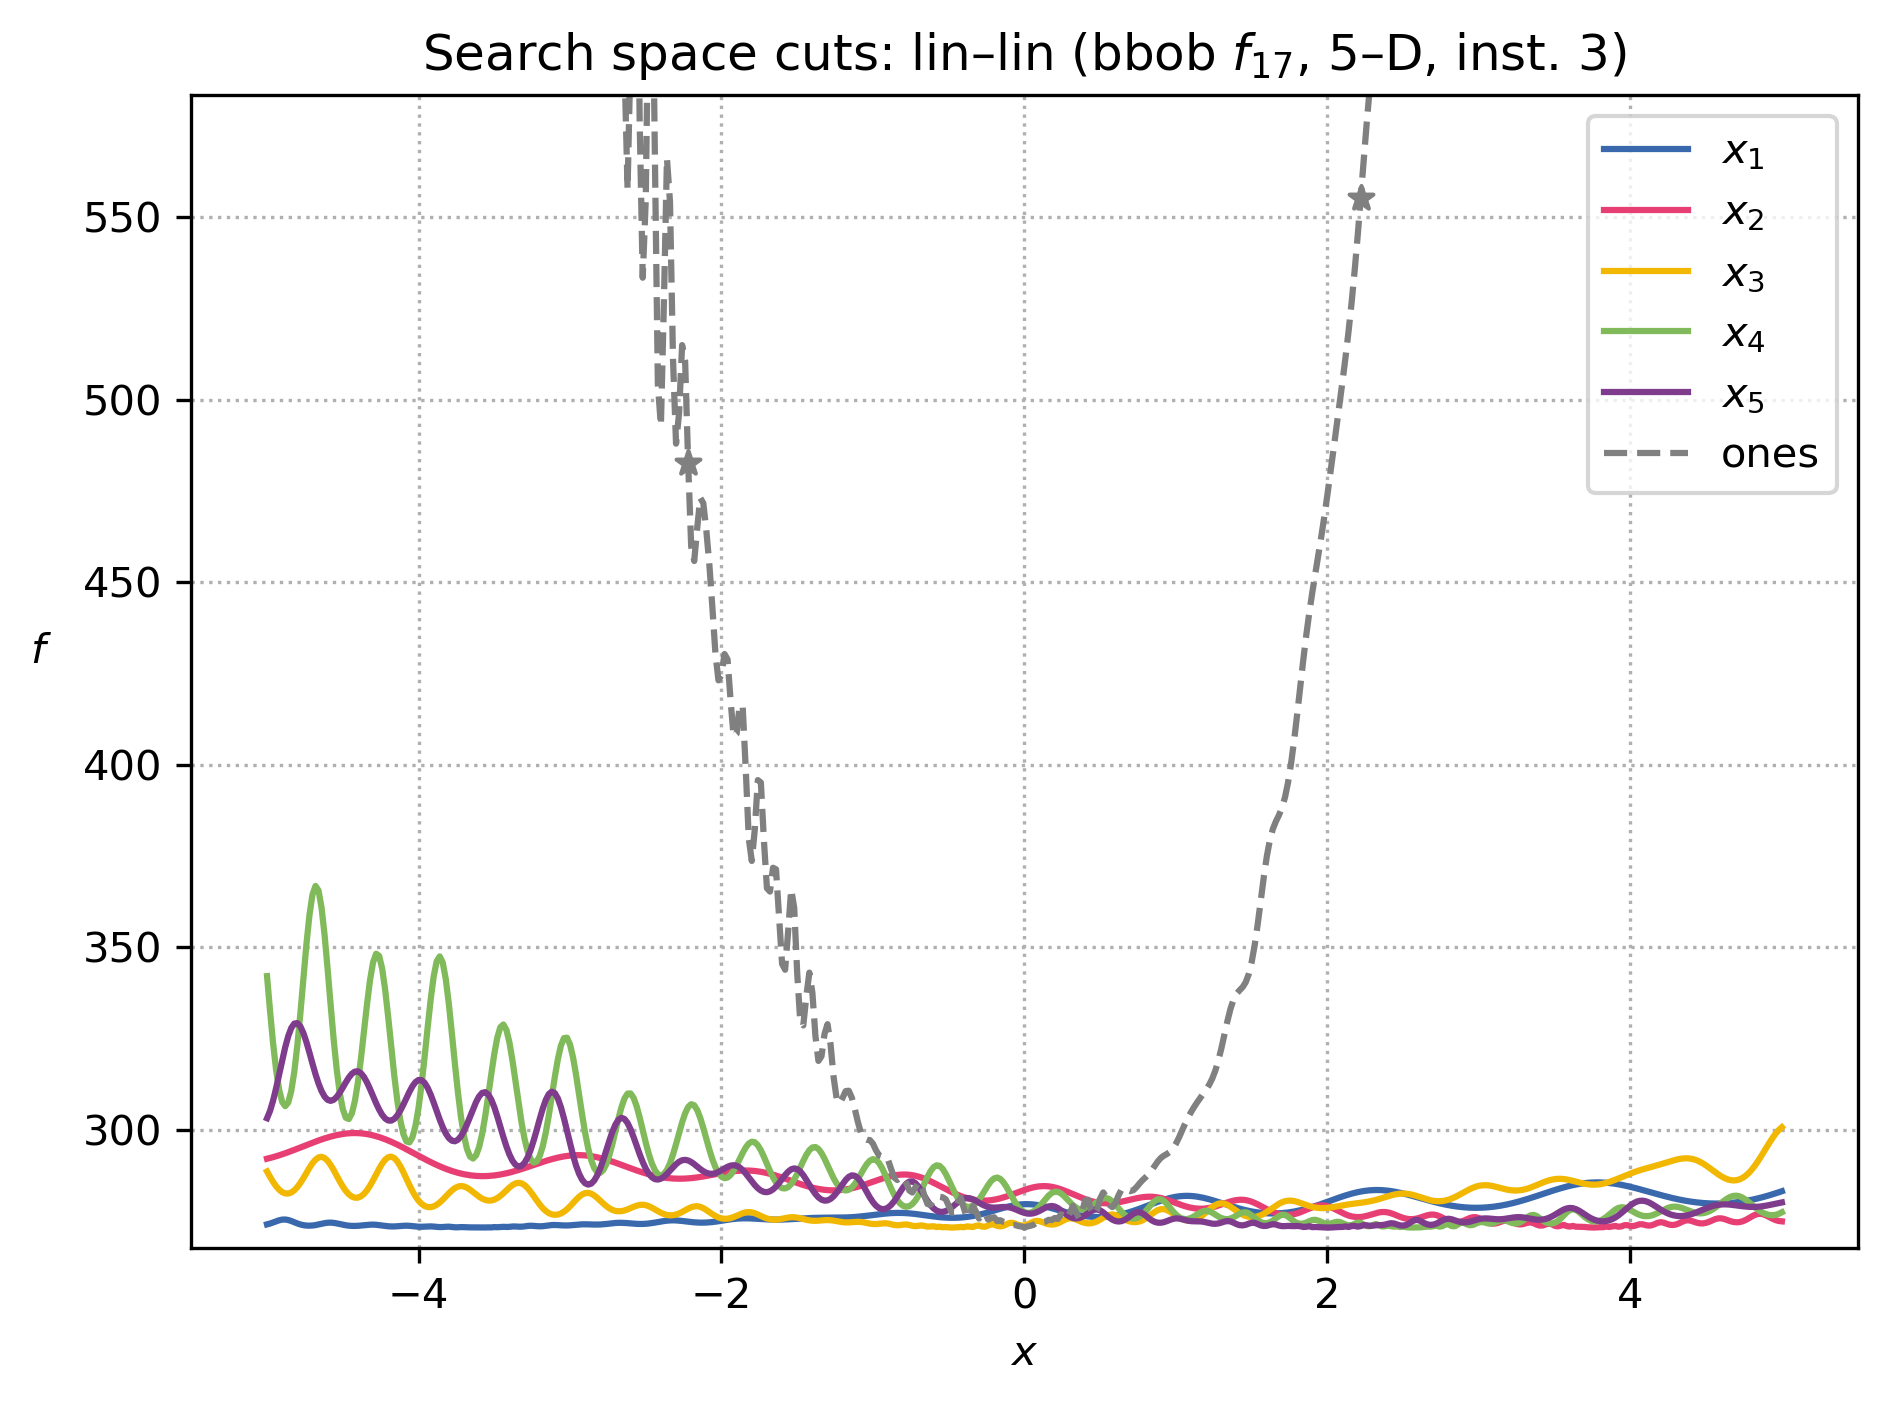 Search space cuts: lin–lin (bbob f17, 5–D, inst. 3)
x1
x2
x3
x4
x5
ones
550
500
450
400
350
300
f
−4
−2
0
2
4
x